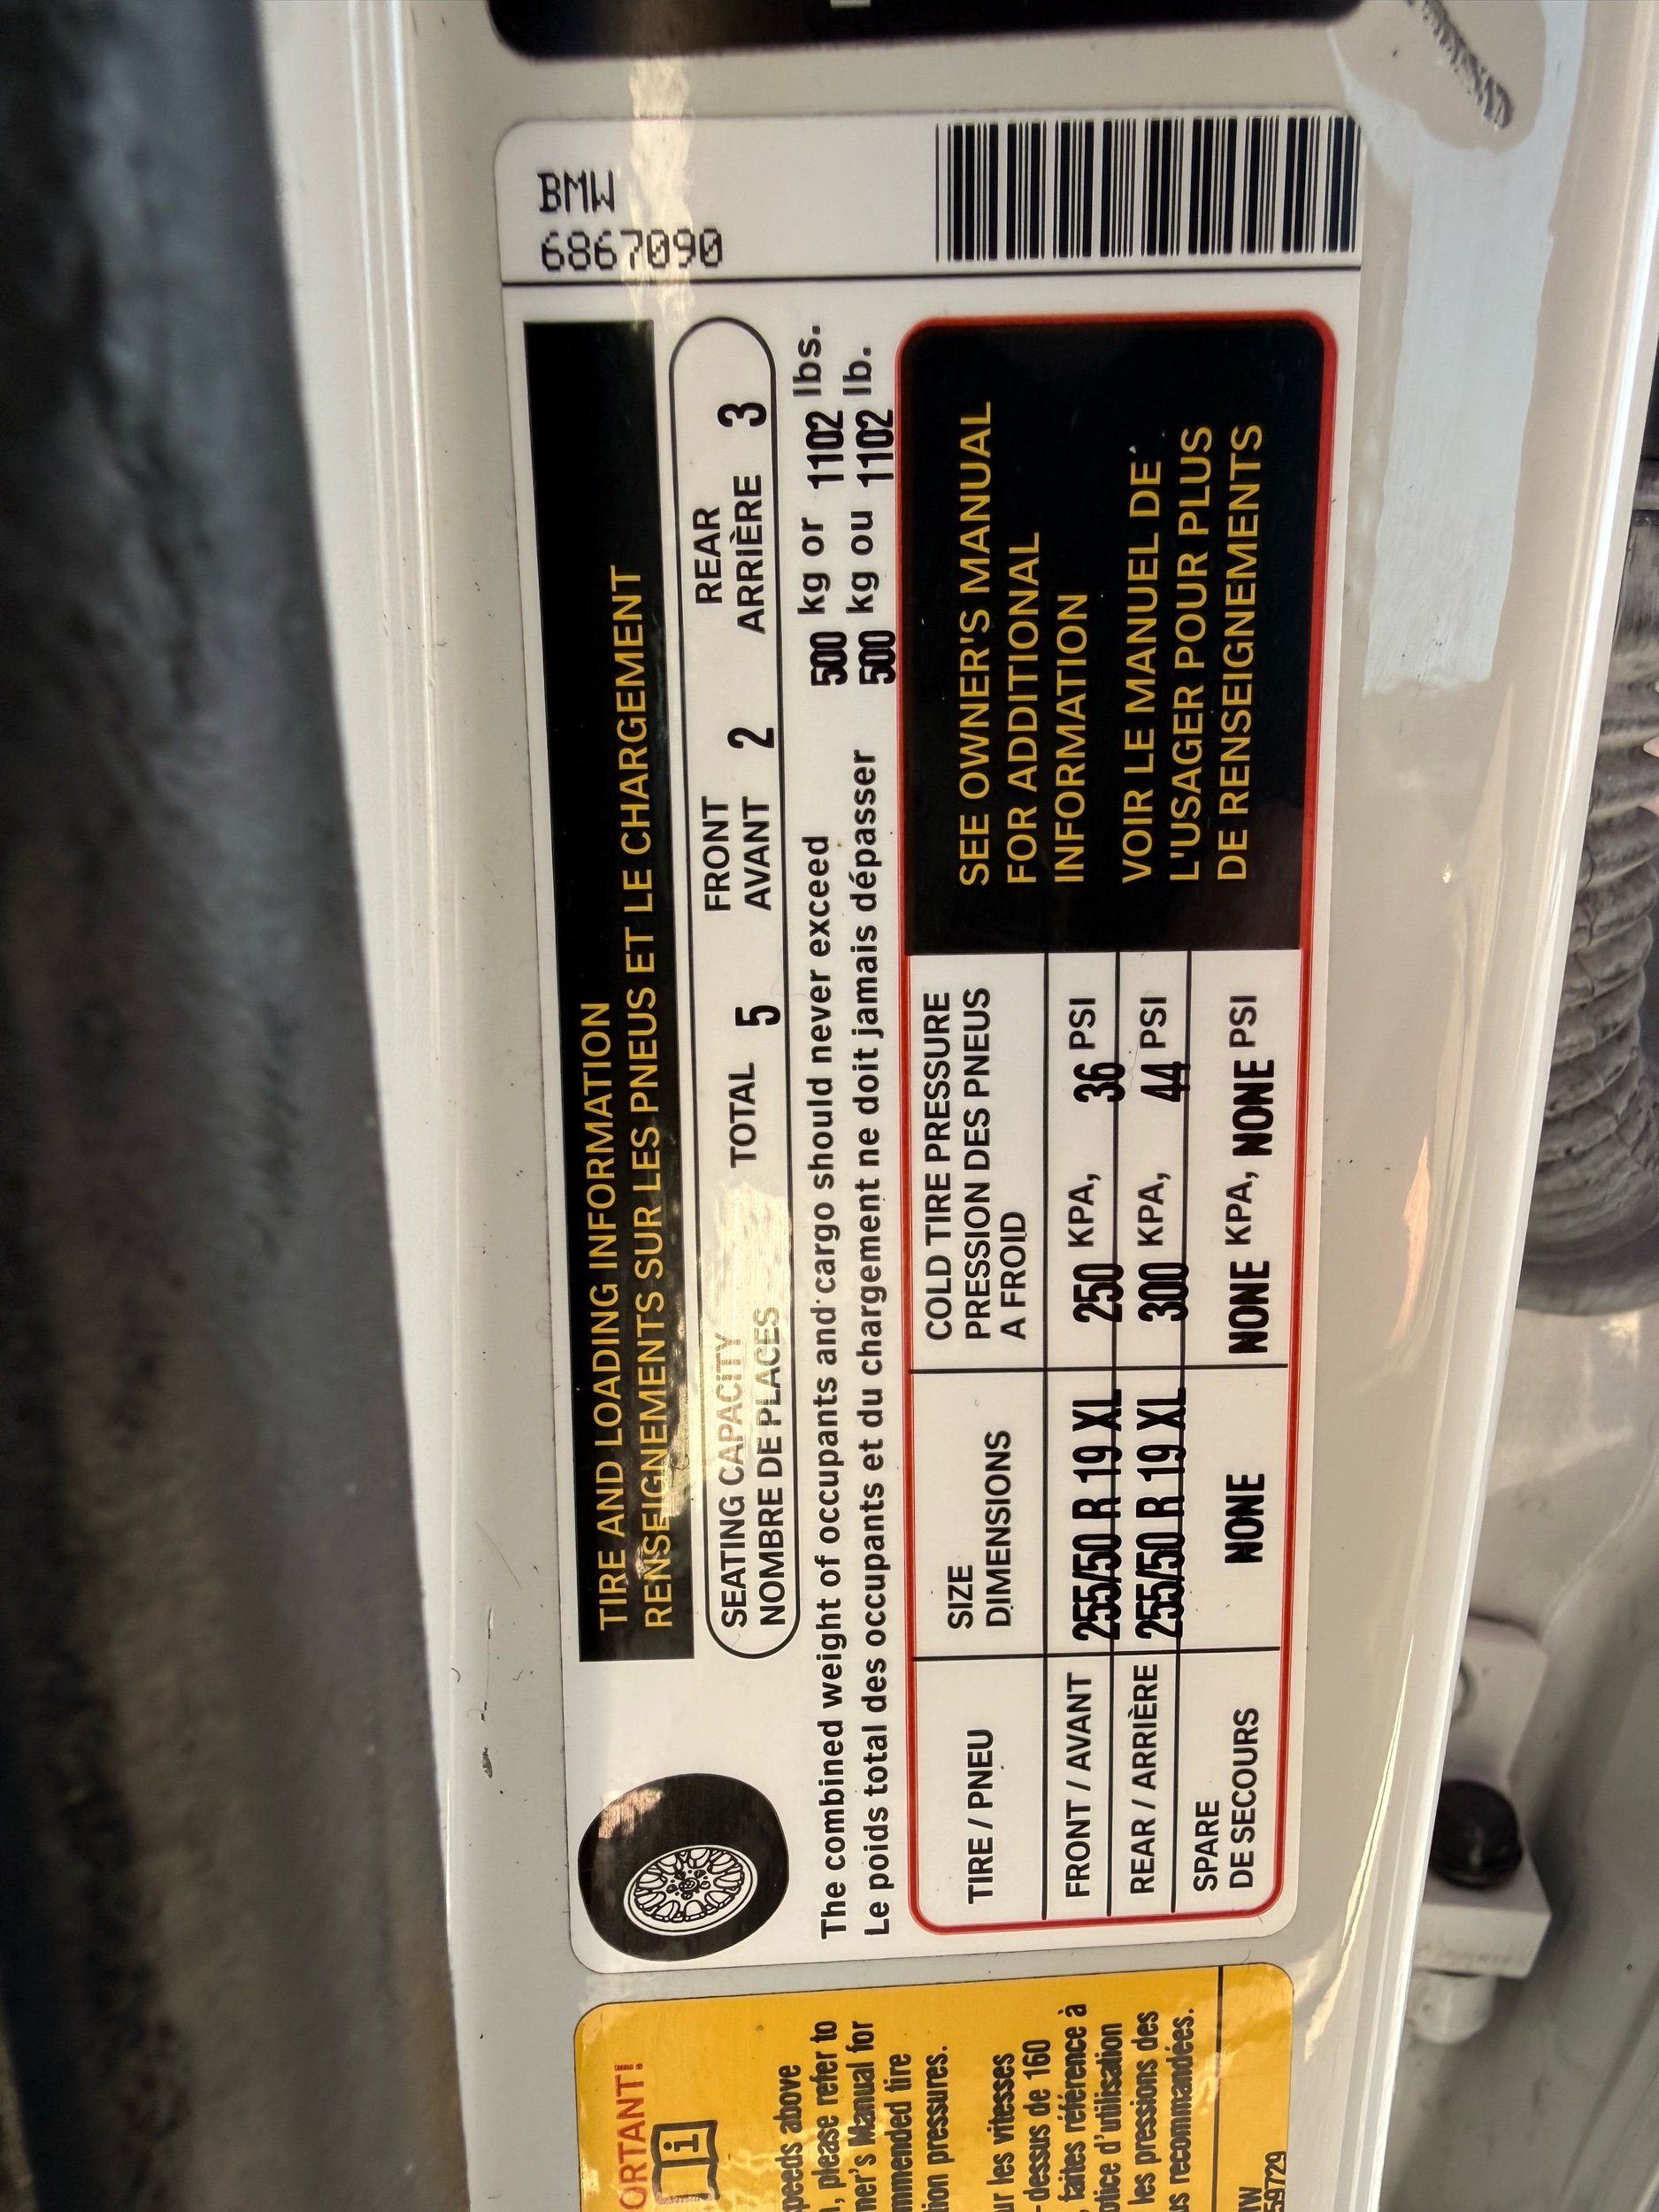 BMW
6867090
TIRE AND LOADING INFORMATION
RENSEIGNEMENTS SUR LES PNEUS ET LE CHARGEMENT
SEATING CAPACITY
NOMBRE DE PLACES
TOTAL 5
FRONT
AVANT 2
REAR
ARRIÈRE 3
The combined weight of occupants and cargo should never exceed 500 kg or 1102 lbs.
Le poids total des occupants et du chargement ne doit jamais dépasser 500 kg ou 1102 lb.
TIRE / PNEU
SIZE
DIMENSIONS
COLD TIRE PRESSURE
PRESSION DES PNEUS
A FROID
FRONT / AVANT 255/50 R 19 XL 250 KPA, 36 PSI
REAR / ARRIÈRE 255/50 R 19 XL 300 KPA, 44 PSI
SPARE
DE SECOURS NONE NONE KPA, NONE PSI
SEE OWNER'S MANUAL
FOR ADDITIONAL
INFORMATION
VOIR LE MANUEL DE
L'USAGER POUR PLUS
DE RENSEIGNEMENTS
ORTANT!
i
peeds above
, please refer to
ner's Manual for
mmended tire
tion pressures.
ur les vitesses
dessus de 160
, faites référence à
otice d'utilisation
les pressions des
us recommandées.
59729